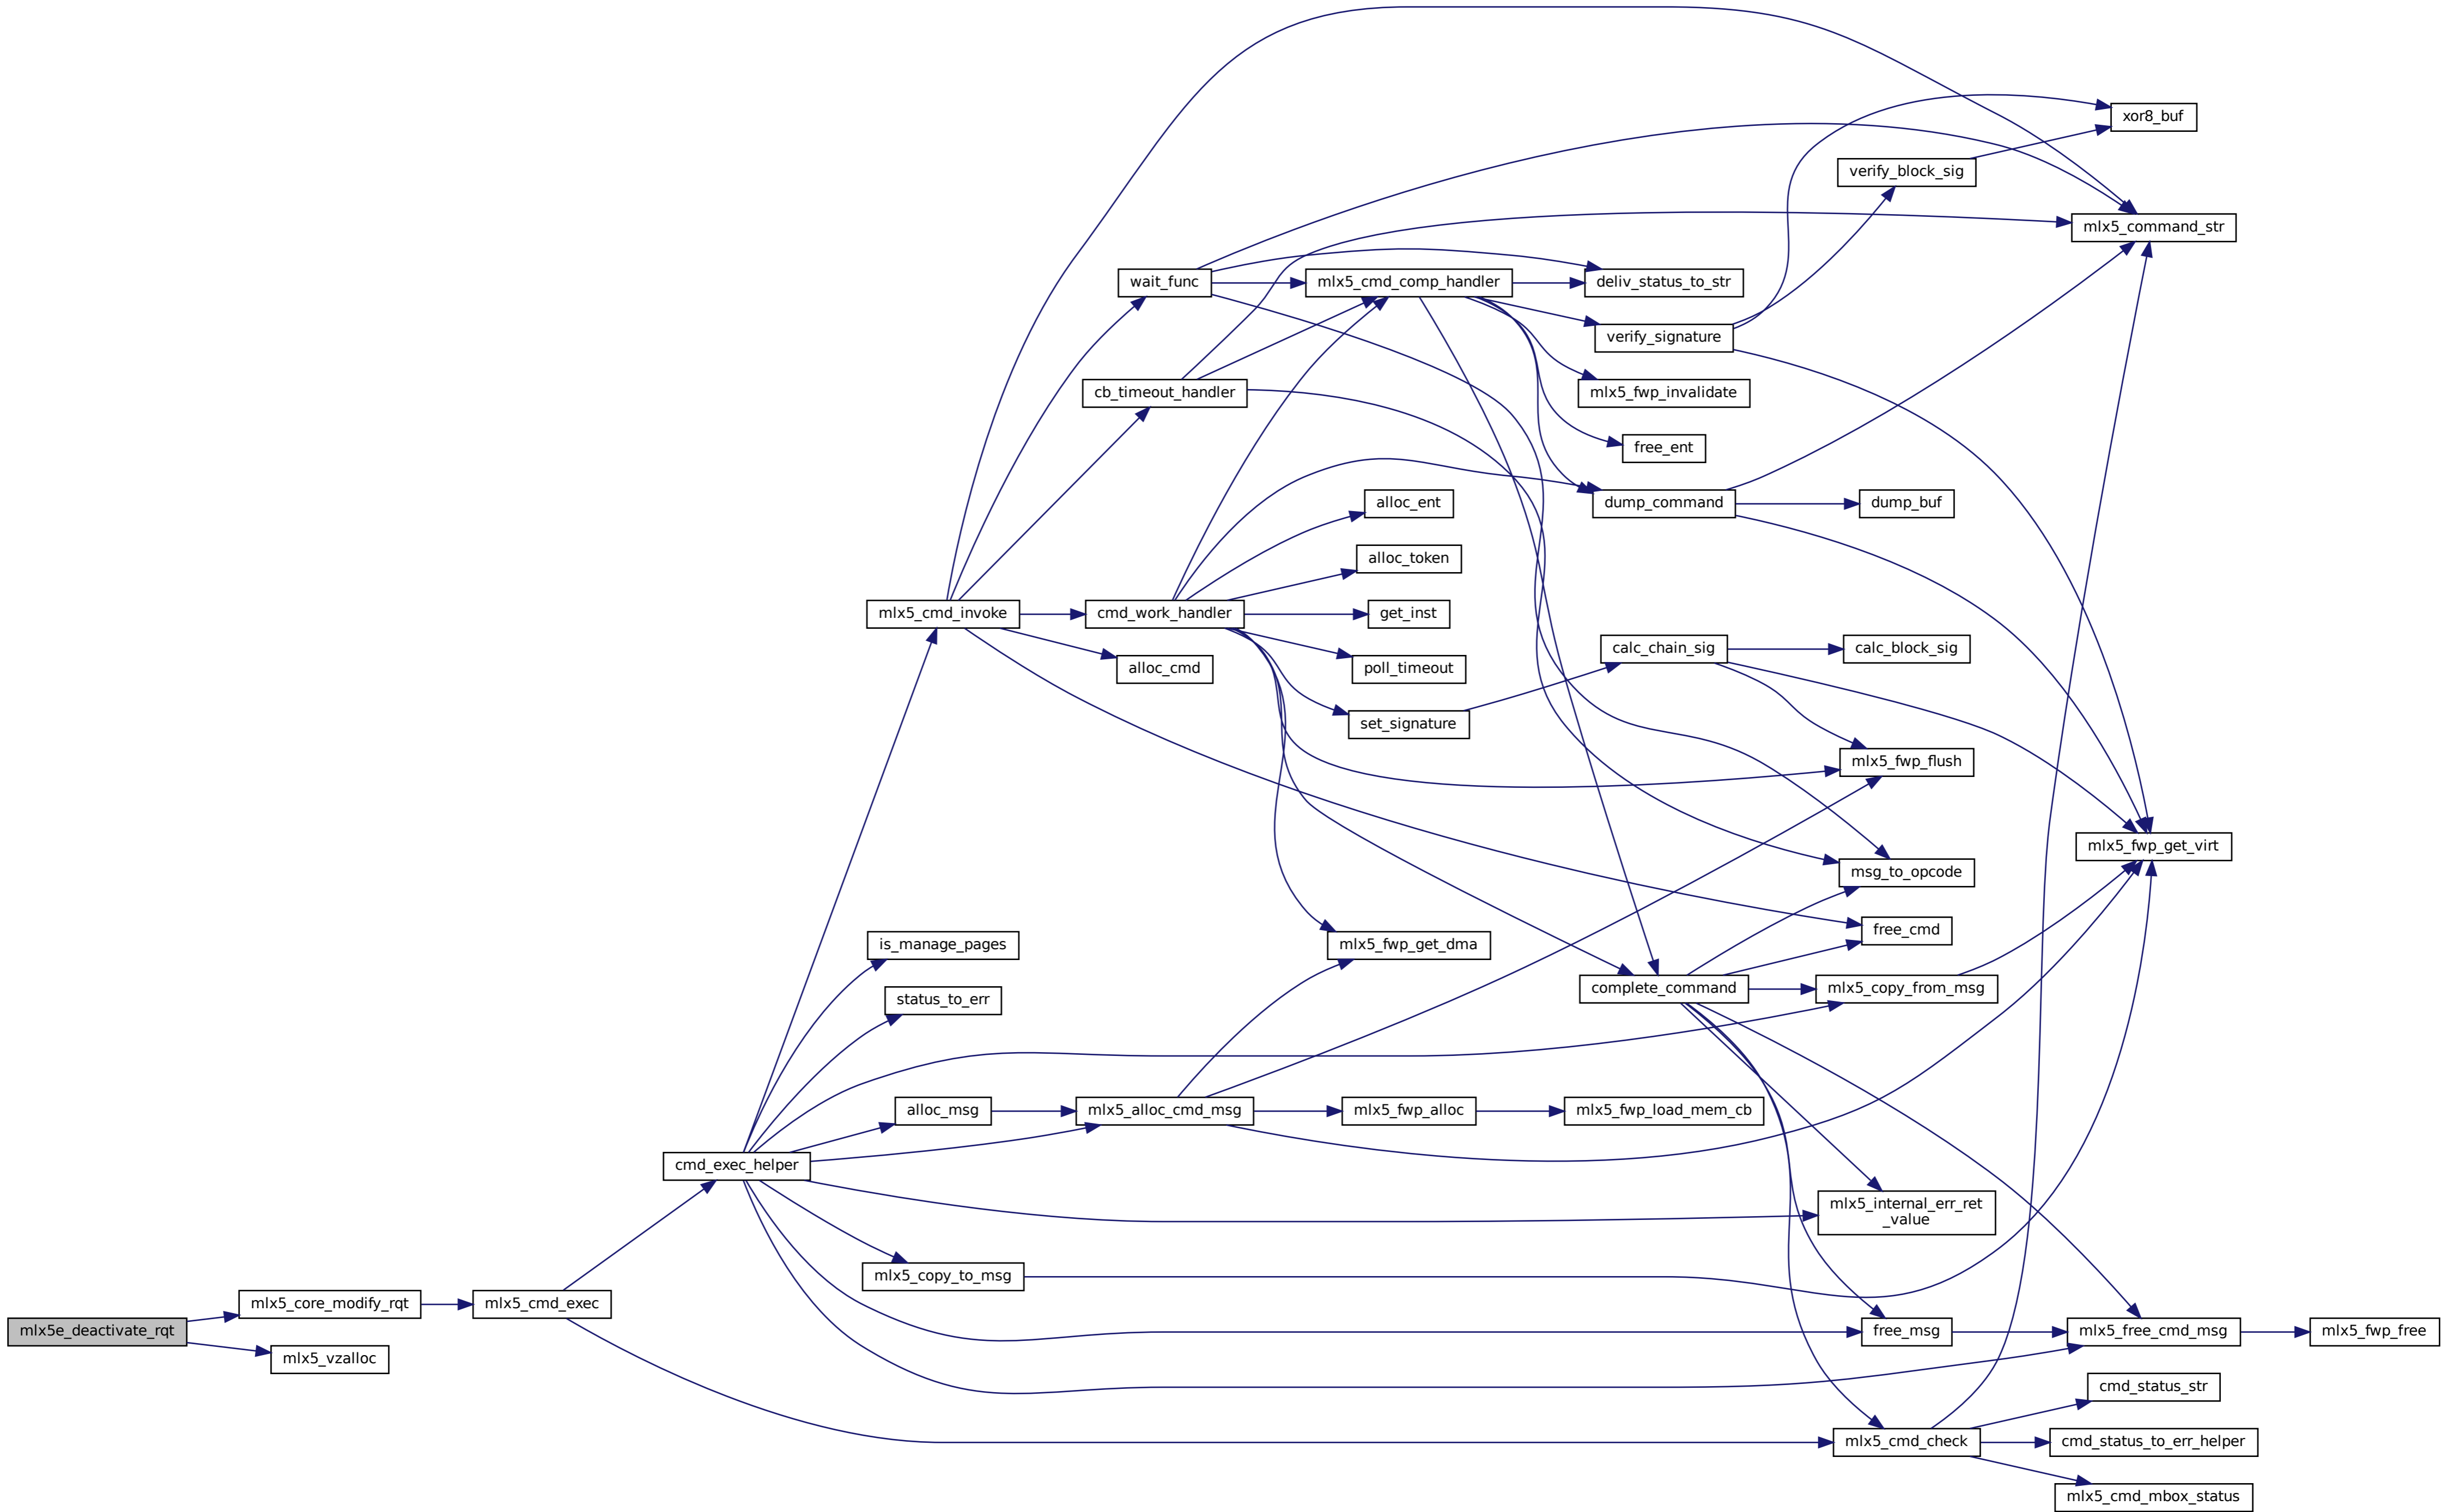 xor8_buf
verify_block_sig
mlx5_command_str
wait_func
mlx5_cmd_comp_handler
deliv_status_to_str
verify_signature
cb_timeout_handler
mlx5_fwp_invalidate
free_ent
alloc_ent
dump_command
dump_buf
alloc_token
mlx5_cmd_invoke
cmd_work_handler
get_inst
calc_chain_sig
calc_block_sig
alloc_cmd
poll_timeout
set_signature
mlx5_fwp_flush
mlx5_fwp_get_virt
msg_to_opcode
is_manage_pages
mlx5_fwp_get_dma
free_cmd
status_to_err
complete_command
mlx5_copy_from_msg
alloc_msg
mlx5_alloc_cmd_msg
mlx5_fwp_alloc
mlx5_fwp_load_mem_cb
cmd_exec_helper
mlx5_internal_err_ret
_value
mlx5_copy_to_msg
mlx5_core_modify_rqt
mlx5_cmd_exec
mlx5e_deactivate_rqt
free_msg
mlx5_free_cmd_msg
mlx5_fwp_free
mlx5_vzalloc
cmd_status_str
mlx5_cmd_check
cmd_status_to_err_helper
mlx5_cmd_mbox_status